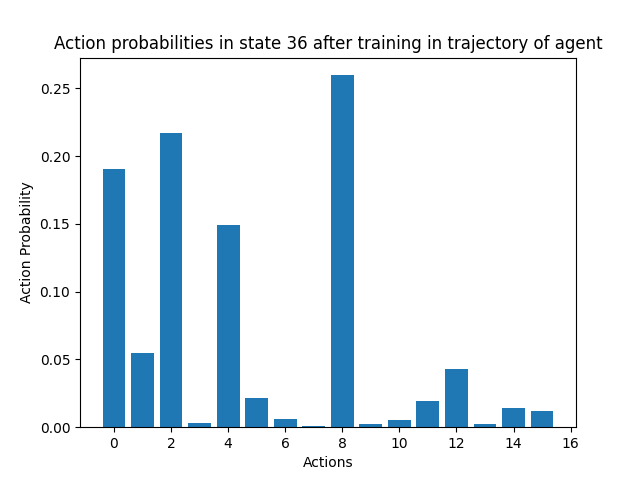 Action probabilities in state 36 after training in trajectory of agent
Action Probability
0.25
0.20
0.15
0.10
0.05
0.00
0 2 4 6 8 10 12 14 16
Actions